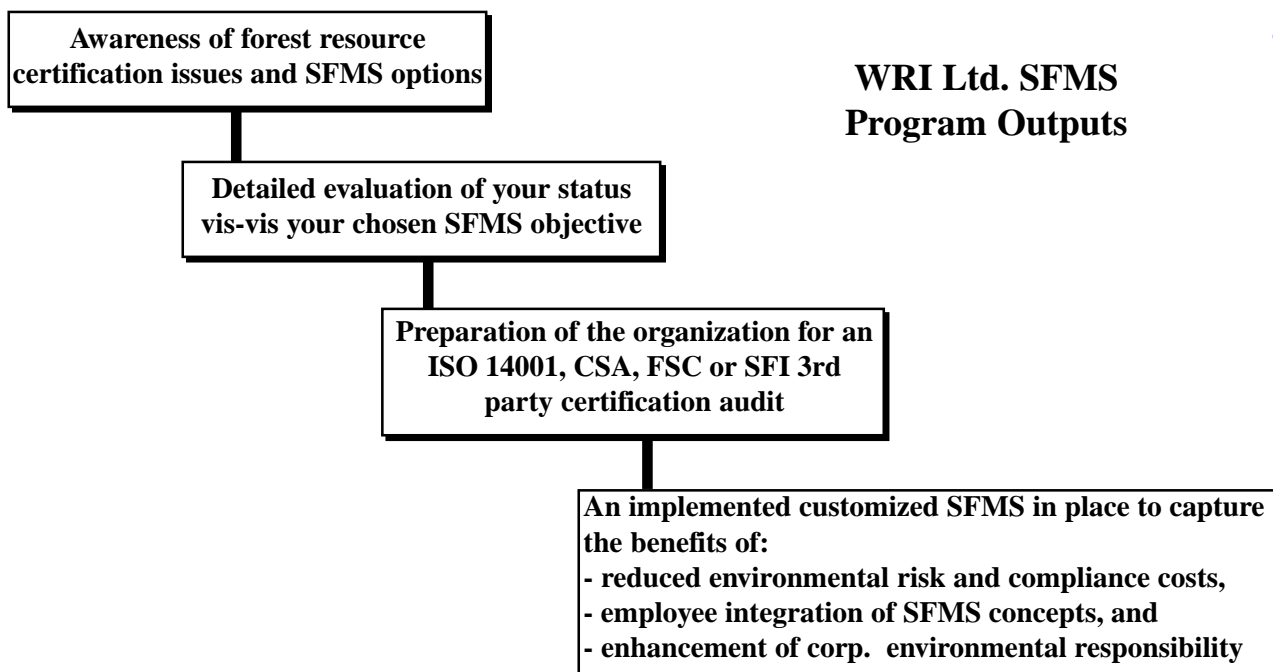 Awareness of forest resource
certification issues and SFMS options
WRI Ltd. SFMS
Program Outputs
Detailed evaluation of your status
vis-vis your chosen SFMS objective
Preparation of the organization for an
ISO 14001, CSA, FSC or SFI 3rd
party certification audit
An implemented customized SFMS in place to capture
the benefits of:
- reduced environmental risk and compliance costs,
- employee integration of SFMS concepts, and
- enhancement of corp. environmental responsibility